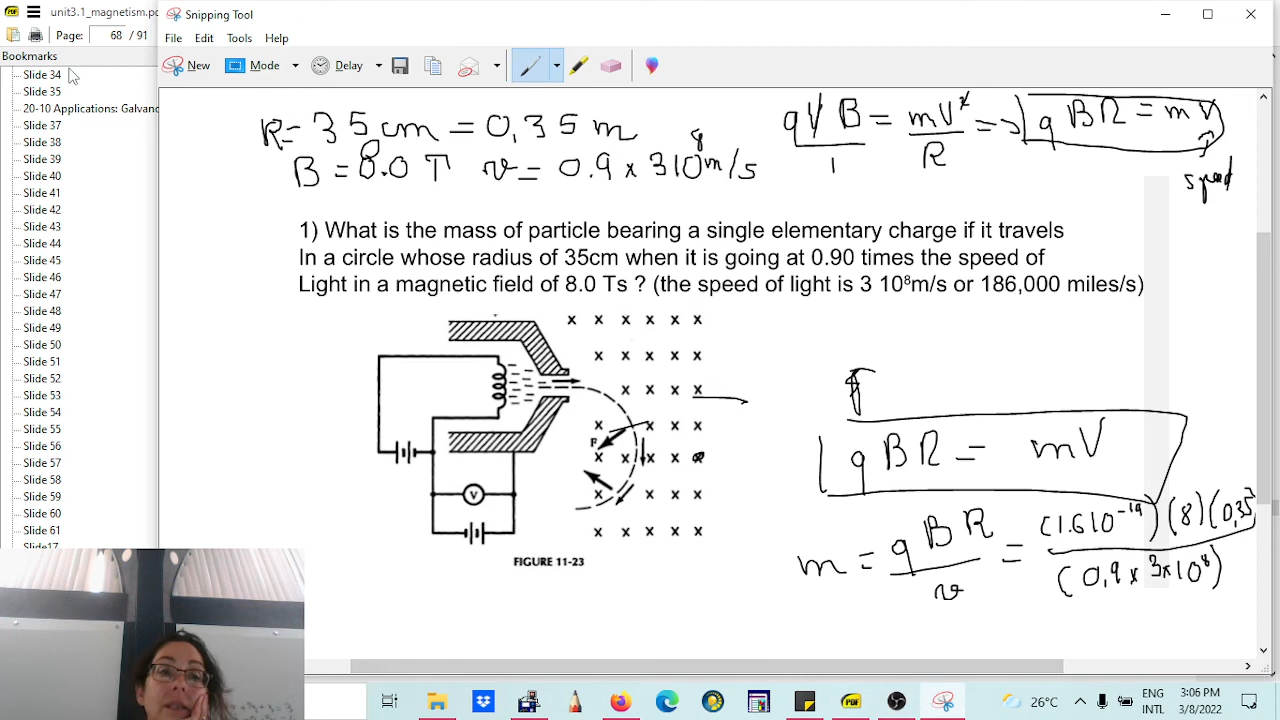 unit3.1_magnetism.p
Snipping Tool
Page: 68 / 91
File Edit Tools Help
Bookmarks
New Mode Delay
Slide 34
Slide 35
20-10 Applications: Galvanc
Slide 37
Slide 38
Slide 39
Slide 40
Slide 41
Slide 42
Slide 43
Slide 44
Slide 45
Slide 46
Slide 47
Slide 48
Slide 49
Slide 50
Slide 51
Slide 52
Slide 53
Slide 54
Slide 55
Slide 56
Slide 57
Slide 58
Slide 59
Slide 60
Slide 61
Slide17
R = 35 cm = 0,35 m
B = 8.0 T v = 0.9 × 3 10⁸ m/s
qVB/1 = mV²/R => qBR = mV
speed
1) What is the mass of particle bearing a single elementary charge if it travels
In a circle whose radius of 35cm when it is going at 0.90 times the speed of
Light in a magnetic field of 8.0 Ts ? (the speed of light is 3 10⁸m/s or 186,000 miles/s)
x x x x x x
x x x x x
x x x x
x x x x x
R
x x x x x
x x x x
V
x x x x x
FIGURE 11-23
qBR = mV
m = qBR/v = (1.6 10⁻¹⁹)(8)(0,35/(0,9 × 3×10⁸)
26°C
ENG
INTL
3:06 PM
3/8/2022